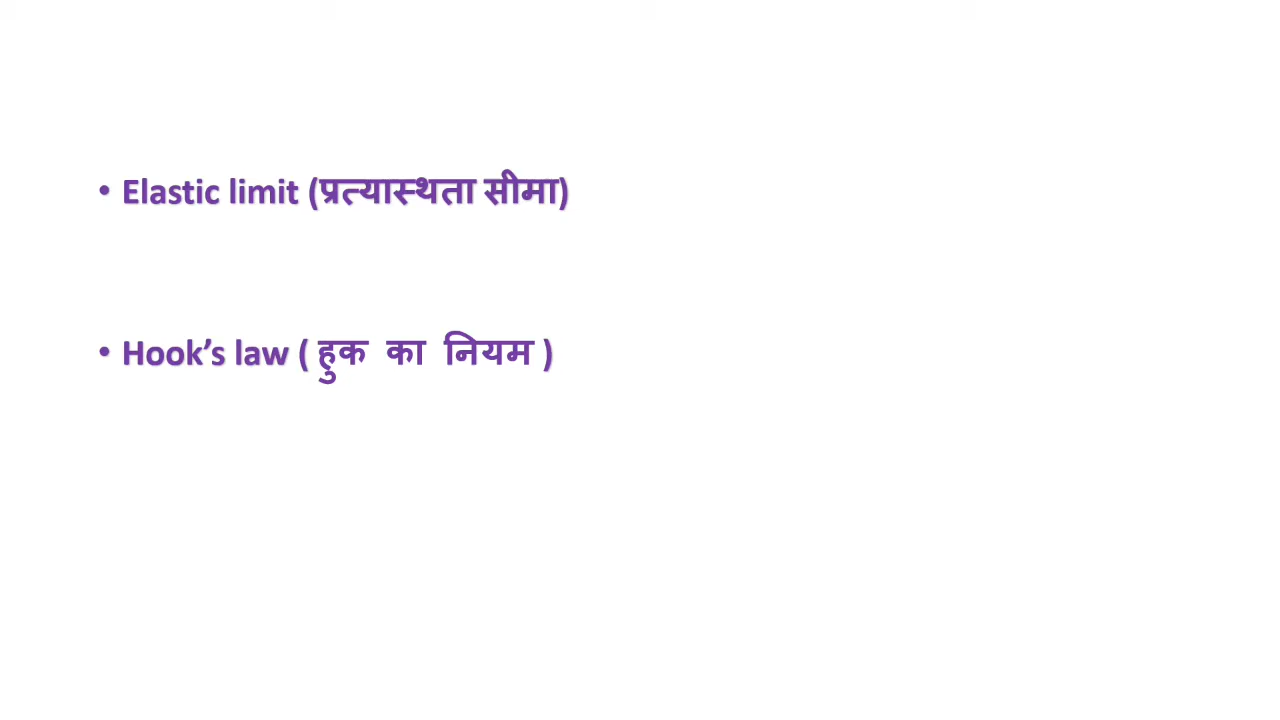 • Elastic limit (प्रत्यास्थता सीमा)
• Hook’s law ( हुक का नियम )